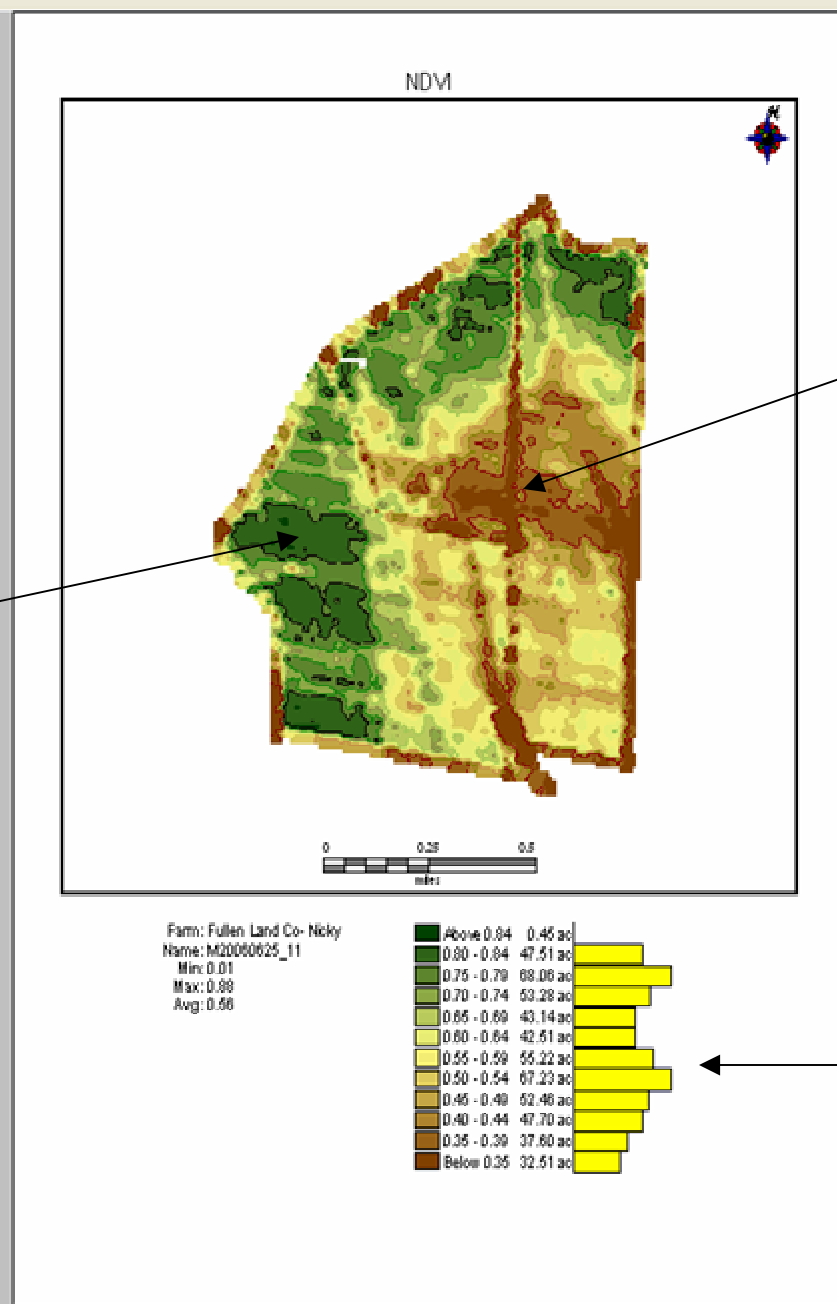 NDVI
N
0 0.25 0.5
miles
Farm: Fullen Land Co- Nicky
Name: M20060625_11
Min: 0.01
Max: 0.88
Avg: 0.56
Above 0.84 0.45 ac
0.80 - 0.84 47.51 ac
0.75 - 0.79 68.06 ac
0.70 - 0.74 53.28 ac
0.65 - 0.69 43.14 ac
0.60 - 0.64 42.51 ac
0.55 - 0.59 55.22 ac
0.50 - 0.54 67.23 ac
0.45 - 0.49 52.46 ac
0.40 - 0.44 47.70 ac
0.35 - 0.39 37.60 ac
Below 0.35 32.51 ac